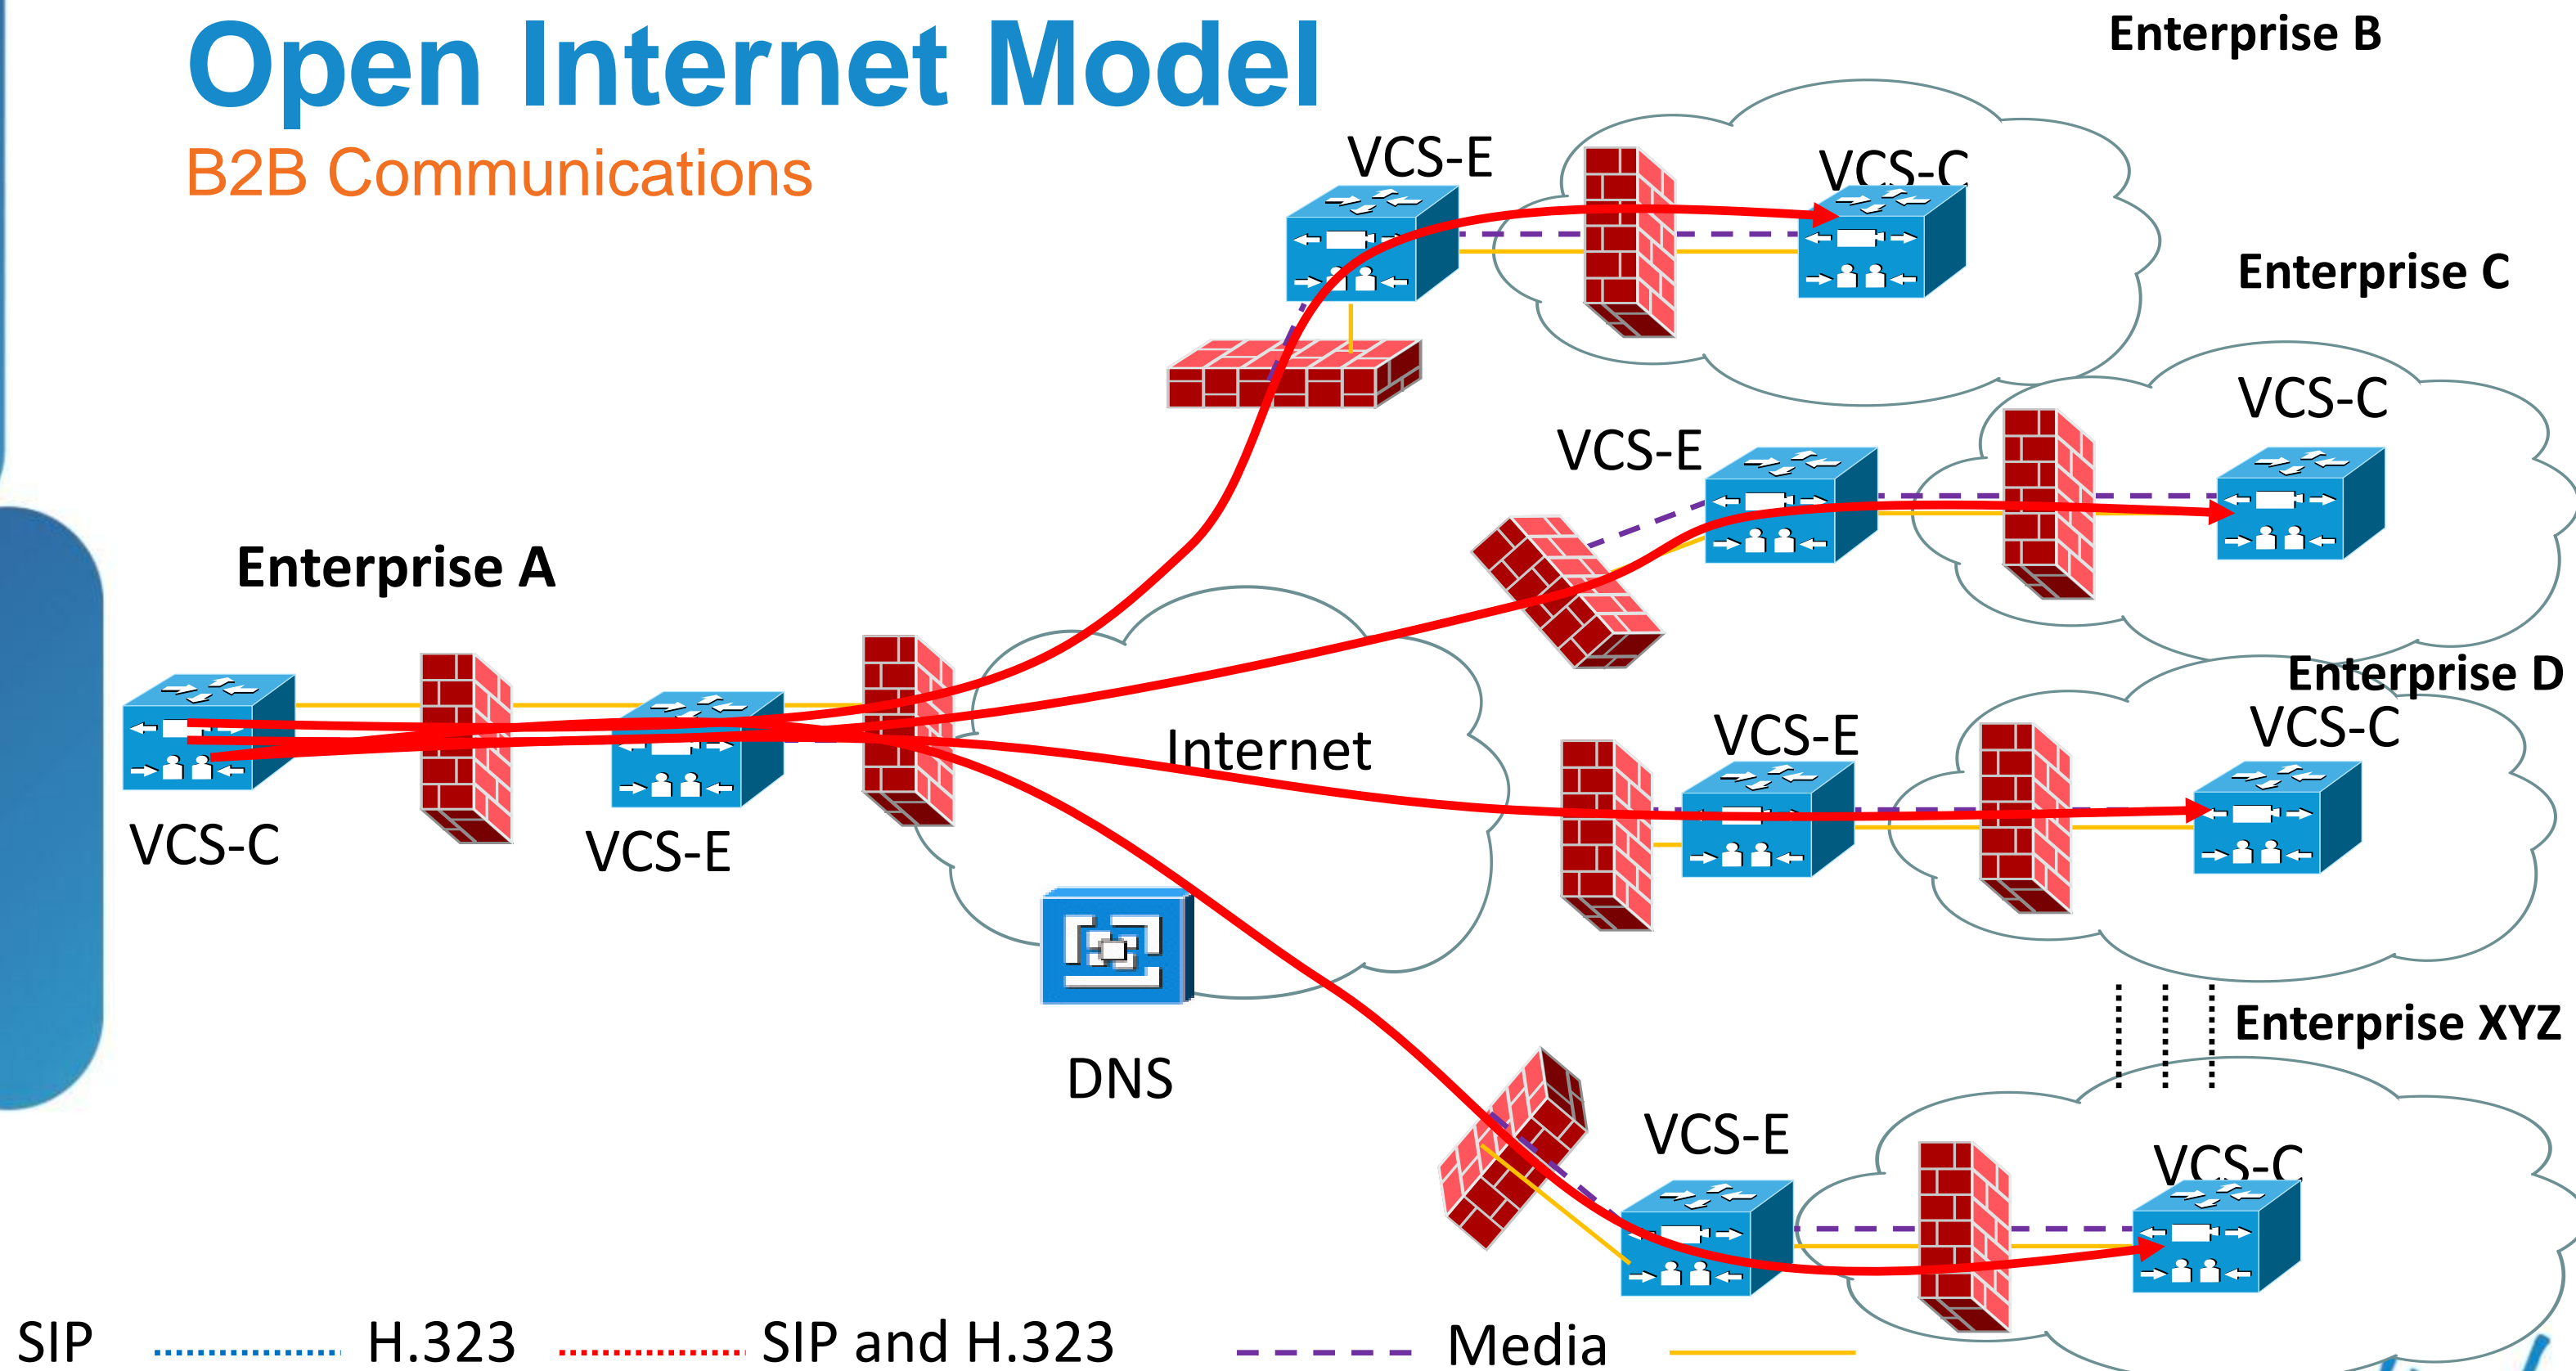 Open Internet Model
B2B Communications
Enterprise B
VCS-E
VCS-C
Enterprise C
VCS-C
VCS-E
Enterprise A
Enterprise D
VCS-C
VCS-E
Internet
VCS-C
VCS-E
DNS
Enterprise XYZ
VCS-E
VCS-C
SIP H.323 SIP and H.323 Media